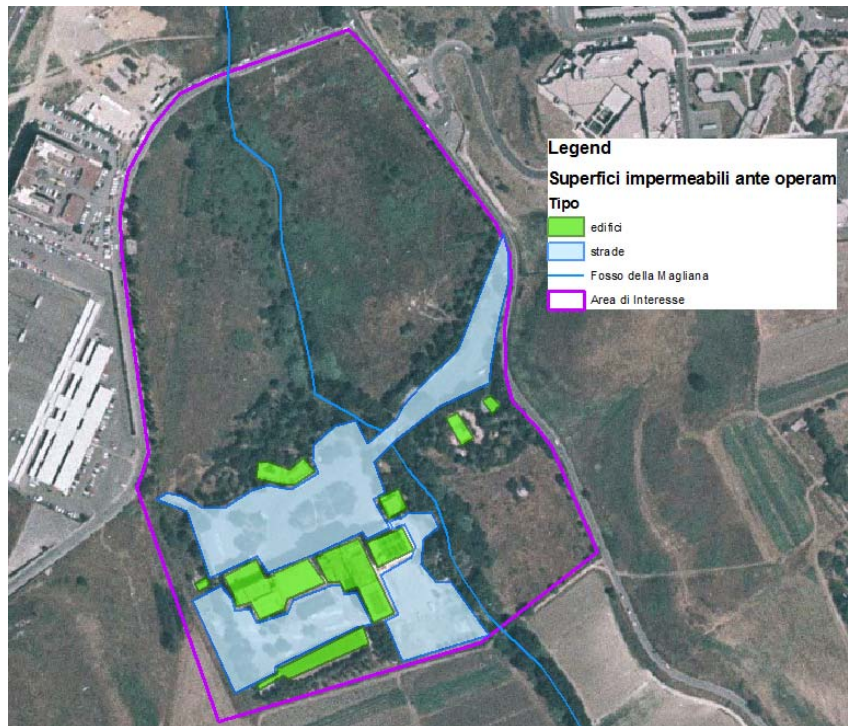 Legend
Superfici impermeabili ante operam
Tipo
edifici
strade
Fosso della Magliana
Area di Interesse